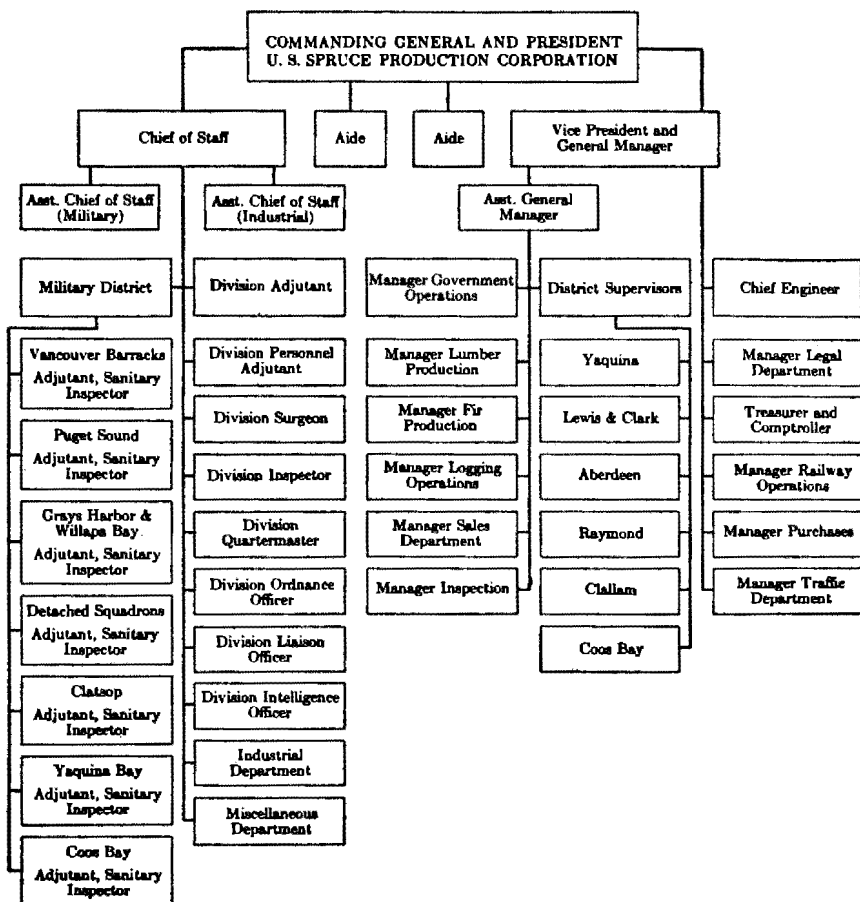 COMMANDING GENERAL AND PRESIDENT
U. S. SPRUCE PRODUCTION CORPORATION
Chief of Staff
Aide
Aide
Vice President and
General Manager
Asst. Chief of Staff
(Military)
Asst. Chief of Staff
(Industrial)
Asst. General
Manager
Military District
Division Adjutant
Manager Government
Operations
District Supervisors
Chief Engineer
Vancouver Barracks
Adjutant, Sanitary
Inspector
Puget Sound
Adjutant, Sanitary
Inspector
Grays Harbor &
Willapa Bay
Adjutant, Sanitary
Inspector
Detached Squadrons
Adjutant, Sanitary
Inspector
Clatsop
Adjutant, Sanitary
Inspector
Yaquina Bay
Adjutant, Sanitary
Inspector
Coos Bay
Adjutant, Sanitary
Inspector
Division Personnel
Adjutant
Division Surgeon
Division Inspector
Division
Quartermaster
Division Ordnance
Officer
Division Liaison
Officer
Division Intelligence
Officer
Industrial
Department
Miscellaneous
Department
Manager Lumber
Production
Manager Fir
Production
Manager Logging
Operations
Manager Sales
Department
Manager Inspection
Yaquina
Lewis & Clark
Aberdeen
Raymond
Clallam
Coos Bay
Manager Legal
Department
Treasurer and
Comptroller
Manager Railway
Operations
Manager Purchases
Manager Traffic
Department